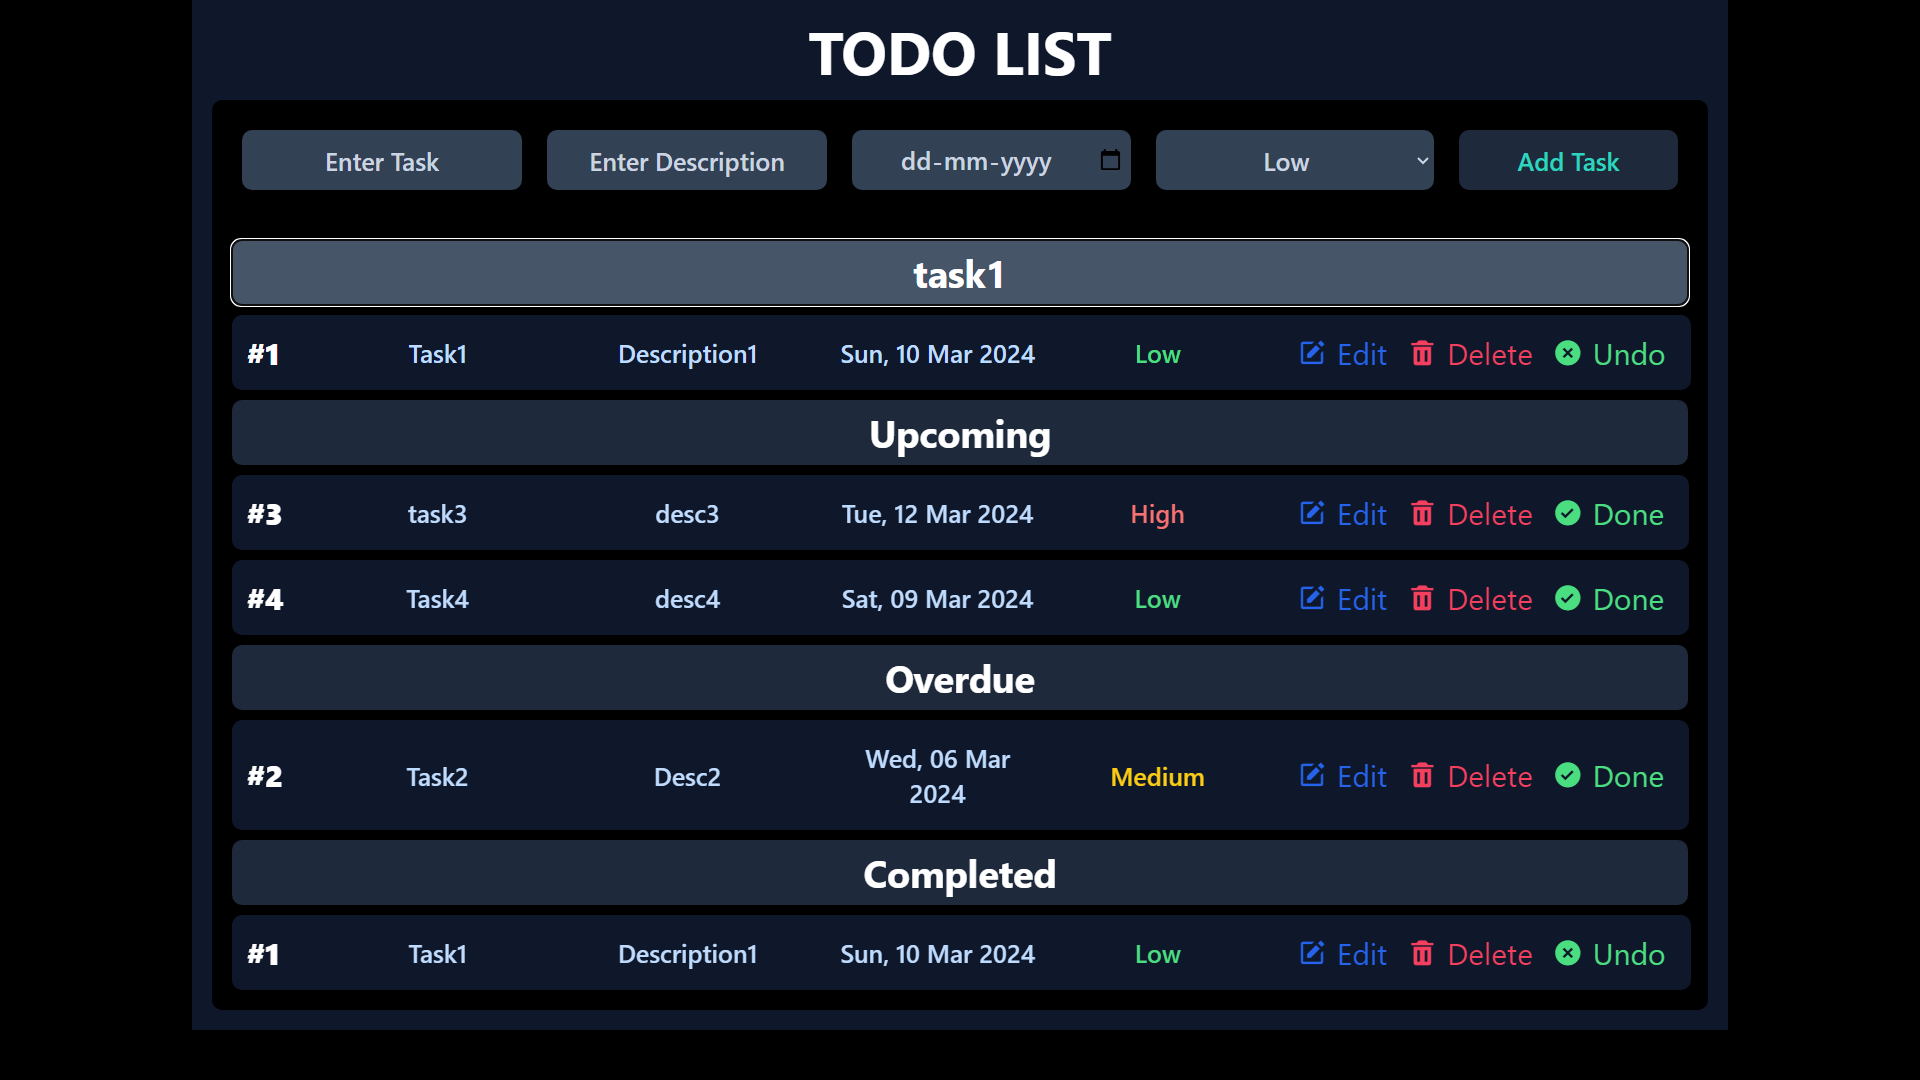 TODO LIST
Enter Task Enter Description dd-mm-yyyy Low Add Task
task1
#1 Task1 Description1 Sun, 10 Mar 2024 Low Edit Delete Undo
Upcoming
#3 task3 desc3 Tue, 12 Mar 2024 High Edit Delete Done
#4 Task4 desc4 Sat, 09 Mar 2024 Low Edit Delete Done
Overdue
#2 Task2 Desc2 Wed, 06 Mar 2024 Medium Edit Delete Done
Completed
#1 Task1 Description1 Sun, 10 Mar 2024 Low Edit Delete Undo